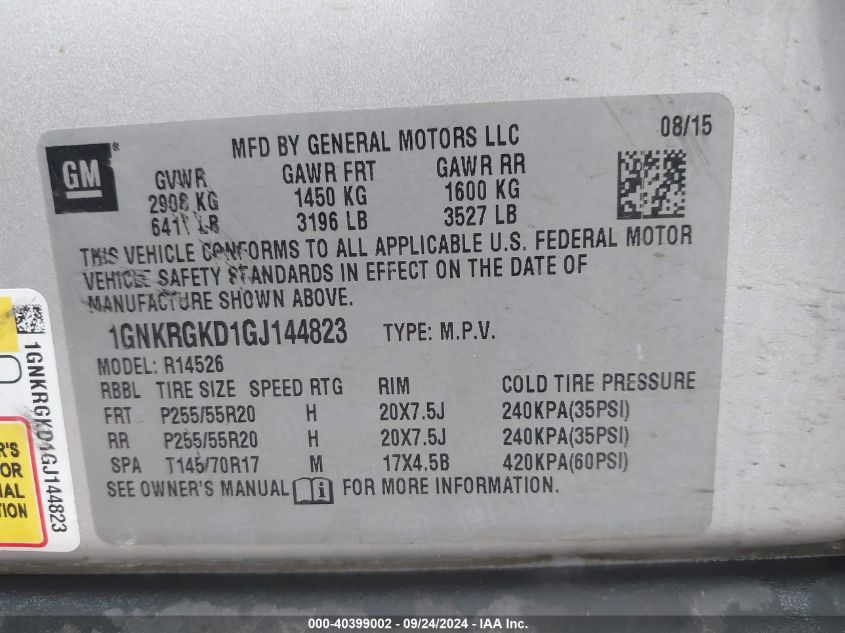 GM
®
MFD BY GENERAL MOTORS LLC 08/15
GVWR GAWR FRT GAWR RR
2908 KG 1450 KG 1600 KG
6411 LB 3196 LB 3527 LB
THIS VEHICLE CONFORMS TO ALL APPLICABLE U.S. FEDERAL MOTOR
VEHICLE SAFETY STANDARDS IN EFFECT ON THE DATE OF
MANUFACTURE SHOWN ABOVE.
1GNKRGKD1GJ144823 TYPE: M.P.V.
MODEL: R14526
RBBL TIRE SIZE SPEED RTG RIM COLD TIRE PRESSURE
FRT P255/55R20 H 20X7.5J 240KPA(35PSI)
RR P255/55R20 H 20X7.5J 240KPA(35PSI)
SPA T145/70R17 M 17X4.5B 420KPA(60PSI)
SEE OWNER'S MANUAL i FOR MORE INFORMATION.
1GNKRGKD1GJ144823
000-40399002 - 09/24/2024 - IAA Inc.